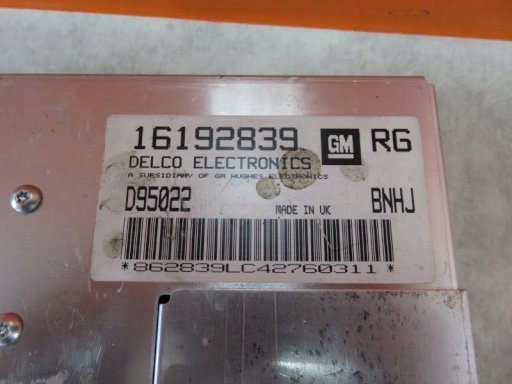 16192839 GM RG
DELCO ELECTRONICS
A SUBSIDIARY OF GM HUGHES ELECTRONICS
D95022 MADE IN UK BNHJ
*862839LC42760311*